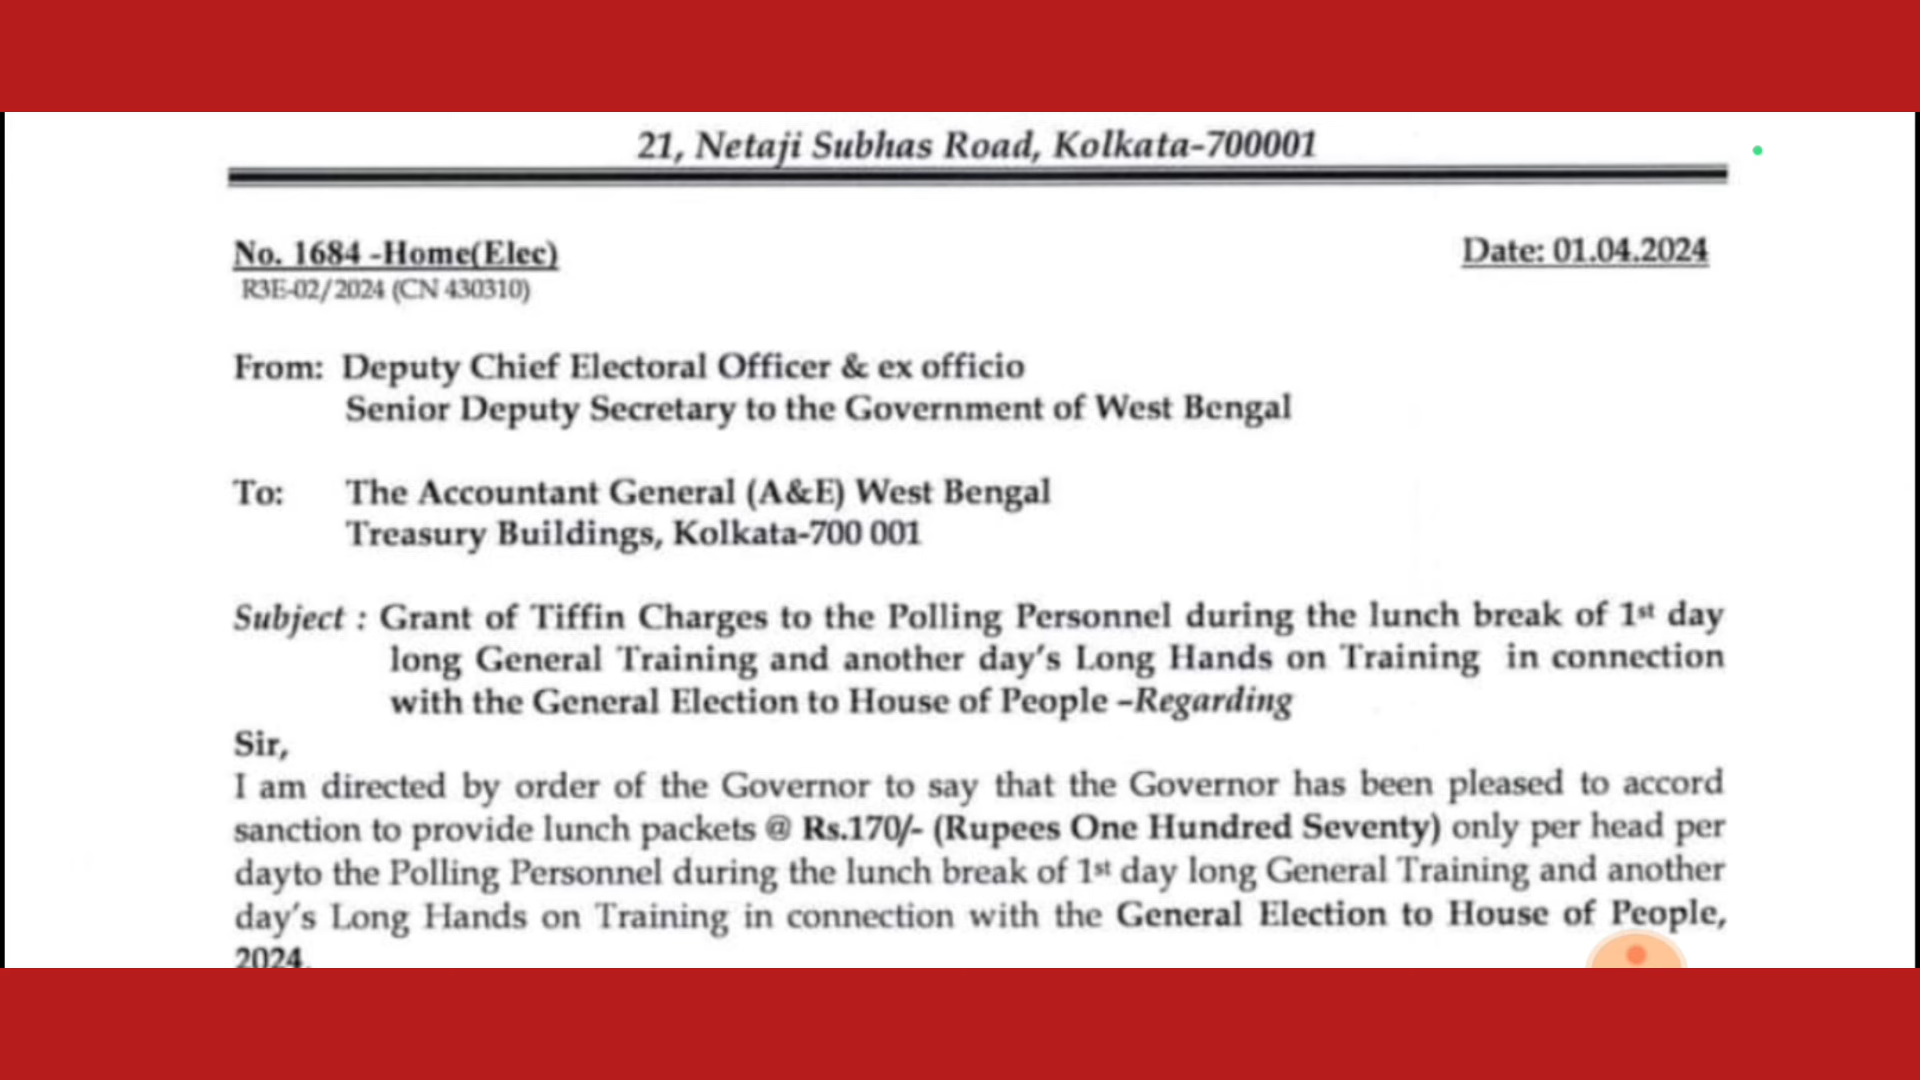 21, Netaji Subhas Road, Kolkata-700001
No. 1684 -Home(Elec)
Date: 01.04.2024
R3E-02/2024 (CN 430310)
From: Deputy Chief Electoral Officer & ex officio
Senior Deputy Secretary to the Government of West Bengal
To: The Accountant General (A&E) West Bengal
Treasury Buildings, Kolkata-700 001
Subject : Grant of Tiffin Charges to the Polling Personnel during the lunch break of 1st day
long General Training and another day's Long Hands on Training in connection
with the General Election to House of People –Regarding
Sir,
I am directed by order of the Governor to say that the Governor has been pleased to accord
sanction to provide lunch packets @ Rs.170/- (Rupees One Hundred Seventy) only per head per
dayto the Polling Personnel during the lunch break of 1st day long General Training and another
day's Long Hands on Training in connection with the General Election to House of People,
2024.